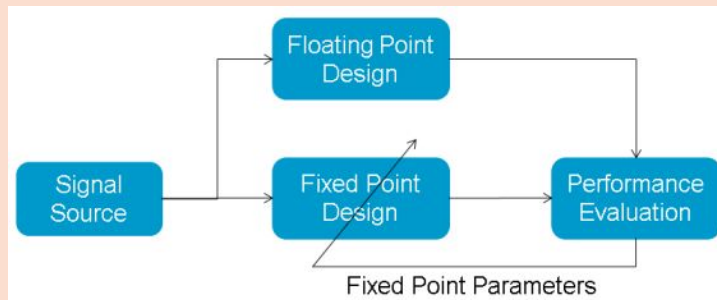 Floating Point
Design
Signal
Source
Fixed Point
Design
Performance
Evaluation
Fixed Point Parameters